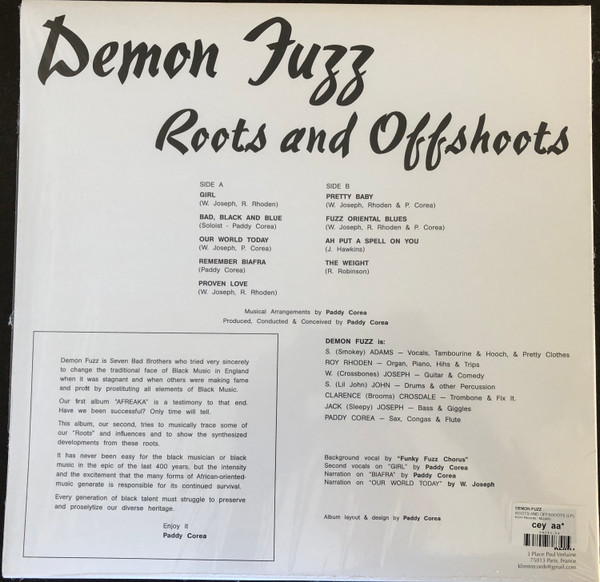 Demon Fuzz
Roots and Offshoots
SIDE A
GIRL
(W. Joseph, R. Rhoden)
BAD, BLACK AND BLUE
(Soloist - Paddy Corea)
OUR WORLD TODAY
(W. Joseph, P. Corea)
REMEMBER BIAFRA
(Paddy Corea)
PROVEN LOVE
(W. Joseph, R. Rhoden)
SIDE B
PRETTY BABY
(W. Joseph, Rhoden & P. Corea)
FUZZ ORIENTAL BLUES
(W. Joseph, R. Rhoden & P. Corea)
AH PUT A SPELL ON YOU
(J. Hawkins)
THE WEIGHT
(R. Robinson)
Musical Arrangements by Paddy Corea
Produced, Conducted & Conceived by Paddy Corea
Demon Fuzz is Seven Bad Brothers who tried very sincerely
to change the traditional face of Black Music in England
when it was stagnant and when others were making fame
and profit by prostituting all elements of Black Music.
Our first album "AFREAKA" is a testimony to that end.
Have we been successful? Only time will tell.
This album, our second, tries to musically trace some of
our "Roots" and influences and to show the synthesized
developments from these roots.
It has never been easy for the black musician or black
music in the epic of the last 400 years, but the intensity
and the excitement that the many forms of African-oriented-
music generate is responsible for its continued survival.
Every generation of black talent must struggle to preserve
and proselytize our diverse heritage.
Enjoy it
Paddy Corea
DEMON FUZZ is:
S. (Smokey) ADAMS — Vocals, Tambourine & Hooch, & Pretty Clothes
ROY RHODEN — Organ, Piano, Hihs & Trips
W. (Crossbones) JOSEPH — Guitar & Comedy
S. (Lil John) JOHN — Drums & other Percussion
CLARENCE (Brooma) CROSDALE — Trombone & Fix It.
JACK (Sleepy) JOSEPH — Bass & Giggles
PADDY COREA — Sax, Congas & Flute
Background vocal by "Funky Fuzz Chorus"
Second vocals on "GIRL" by Paddy Corea
Narration on "BIAFRA" by Paddy Corea
Narration on "OUR WORLD TODAY" by W. Joseph
Album layout & design by Paddy Corea
DEMON FUZZ
ROOTS AND OFFSHOOTS (LP)
cey aa*
3 Place Paul Verlaine
75013 Paris, France